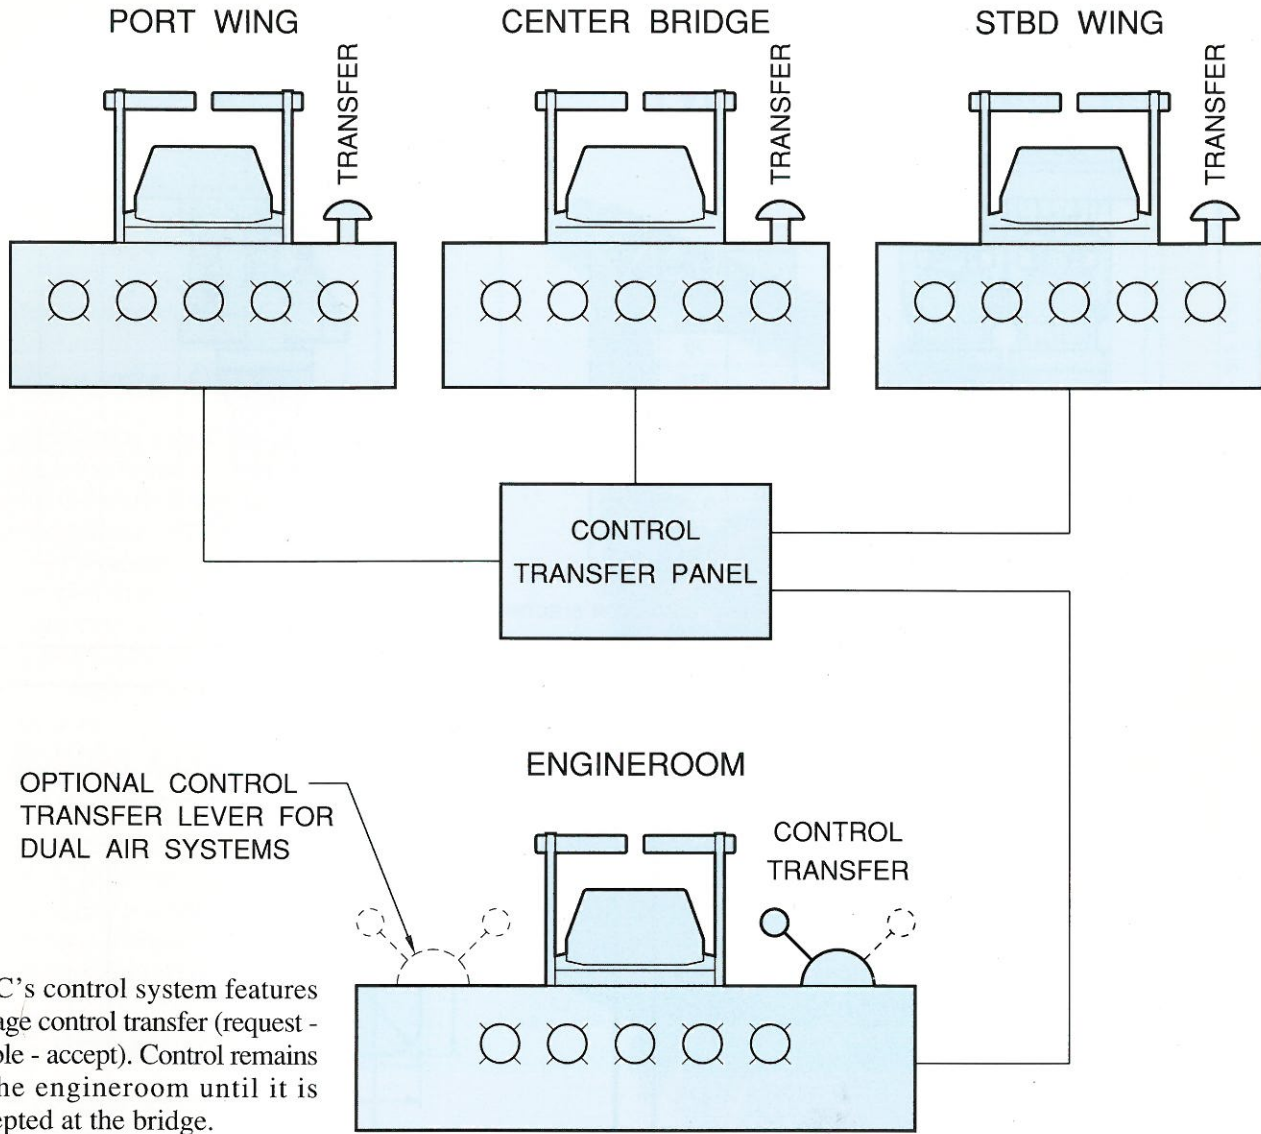 PORT WING
CENTER BRIDGE
STBD WING
TRANSFER
TRANSFER
TRANSFER
CONTROL
TRANSFER PANEL
ENGINEROOM
OPTIONAL CONTROL
TRANSFER LEVER FOR
DUAL AIR SYSTEMS
CONTROL
TRANSFER
C's control system features
control transfer (request -
- accept). Control remains
engineroom until it is
at the bridge.